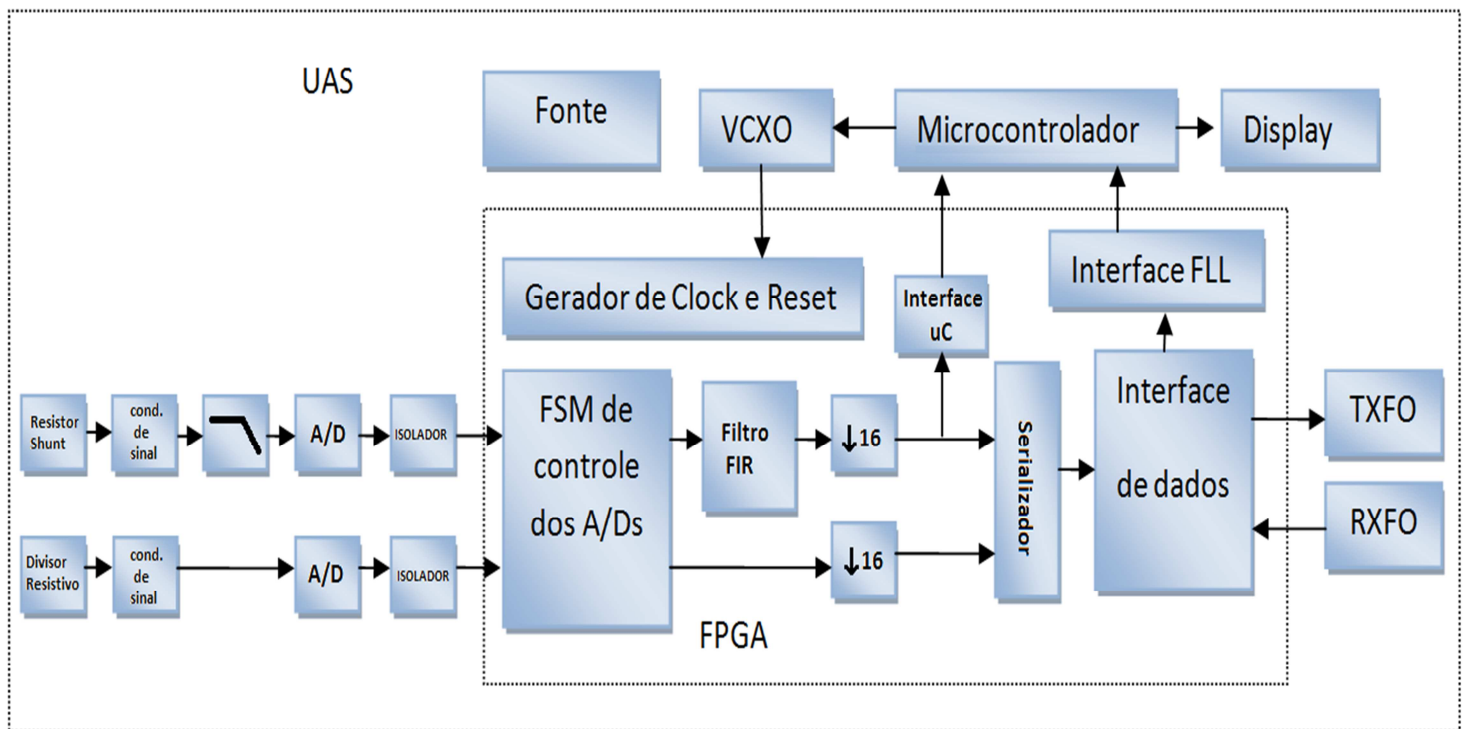 UAS
Fonte
VCXO
Microcontrolador
Display
Gerador de Clock e Reset
Interface
uC
Interface FLL
Resistor
Shunt
cond.
de
sinal
A/D
ISOLADOR
FSM de
controle
dos A/Ds
Filtro
FIR
↓16
Serializador
Interface
de dados
TXFO
RXFO
Divisor
Resistivo
cond.
de
sinal
A/D
ISOLADOR
↓16
FPGA